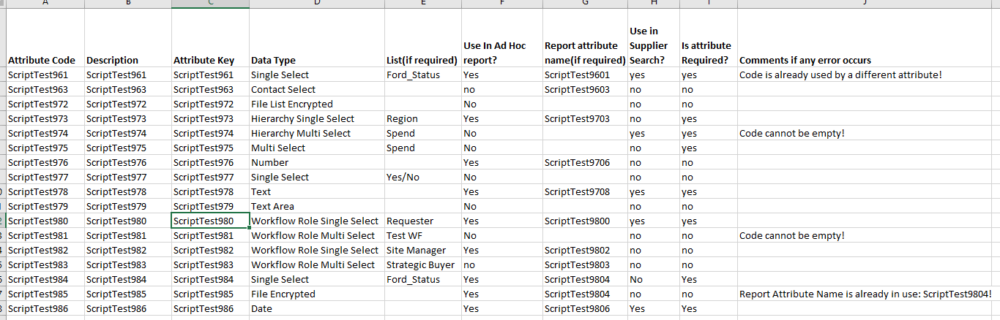 A B C D E F G H I J
Use in
Use In Ad Hoc Report attribute Supplier Is attribute
Attribute Code Description Attribute Key Data Type List(if required) report? name(if required) Search? Required? Comments if any error occurs
ScriptTest961 ScriptTest961 ScriptTest961 Single Select Ford_Status Yes ScriptTest9601 yes yes Code is already used by a different attribute!
ScriptTest963 ScriptTest963 ScriptTest963 Contact Select no ScriptTest9603 no no
ScriptTest972 ScriptTest972 ScriptTest972 File List Encrypted No no no
ScriptTest973 ScriptTest973 ScriptTest973 Hierarchy Single Select Region Yes ScriptTest9703 no yes
ScriptTest974 ScriptTest974 ScriptTest974 Hierarchy Multi Select Spend No yes yes Code cannot be empty!
ScriptTest975 ScriptTest975 ScriptTest975 Multi Select Spend No no yes
ScriptTest976 ScriptTest976 ScriptTest976 Number Yes ScriptTest9706 no no
ScriptTest977 ScriptTest977 ScriptTest977 Single Select Yes/No No no no
ScriptTest978 ScriptTest978 ScriptTest978 Text Yes ScriptTest9708 yes yes
ScriptTest979 ScriptTest979 ScriptTest979 Text Area No no no
ScriptTest980 ScriptTest980 ScriptTest980 Workflow Role Single Select Requester Yes ScriptTest9800 yes yes
ScriptTest981 ScriptTest981 ScriptTest981 Workflow Role Multi Select Test WF No no no Code cannot be empty!
ScriptTest982 ScriptTest982 ScriptTest982 Workflow Role Single Select Site Manager Yes ScriptTest9802 no no
ScriptTest983 ScriptTest983 ScriptTest983 Workflow Role Multi Select Strategic Buyer no ScriptTest9803 no no
ScriptTest984 ScriptTest984 ScriptTest984 Single Select Ford_Status Yes ScriptTest9804 No Yes
ScriptTest985 ScriptTest985 ScriptTest985 File Encrypted Yes ScriptTest9804 no no Report Attribute Name is already in use: ScriptTest9804!
ScriptTest986 ScriptTest986 ScriptTest986 Date Yes ScriptTest9806 Yes Yes